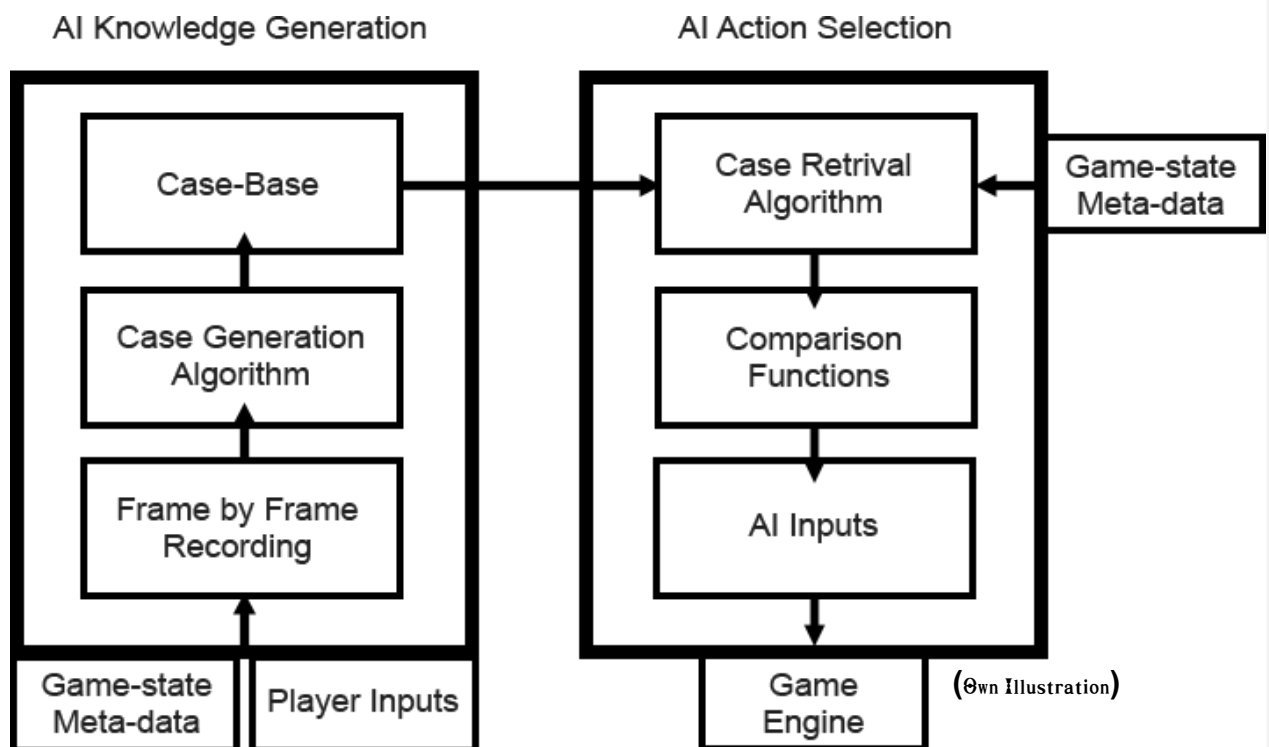 AI Knowledge Generation
AI Action Selection
Case-Base
Case Generation
Algorithm
Frame by Frame
Recording
Game-state
Meta-data
Player Inputs
Case Retrival
Algorithm
Game-state
Meta-data
Comparison
Functions
AI Inputs
Game
Engine
(Own Illustration)